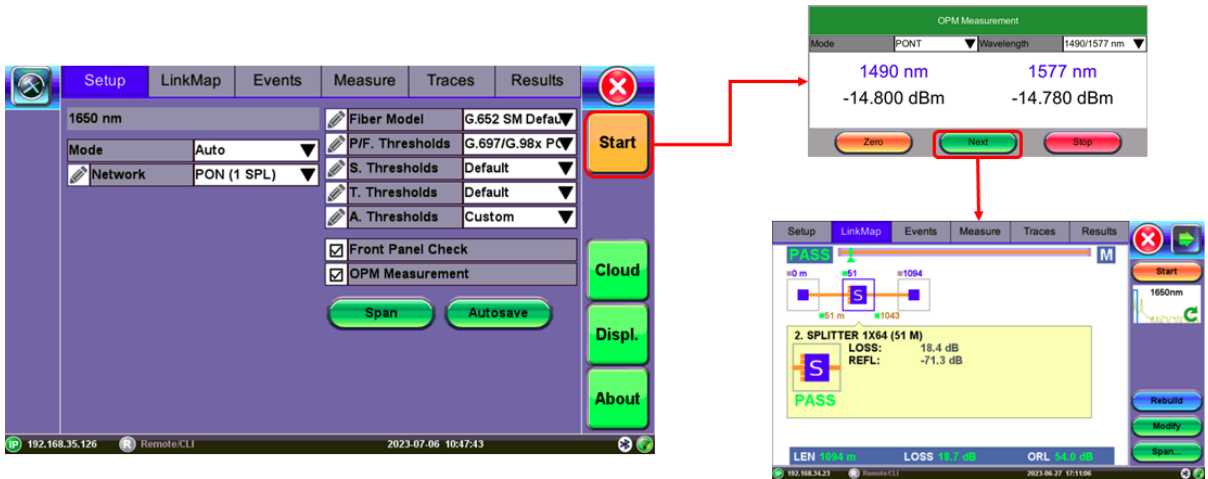 Setup LinkMap Events Measure Traces Results
1650 nm
Mode Auto
Network PON (1 SPL)
Fiber Model G.652 SM Defau
P/F. Thresholds G.697/G.98x PO
S. Thresholds Default
T. Thresholds Default
A. Thresholds Custom
Front Panel Check
OPM Measurement
Span Autosave
Start
Cloud
Displ.
About
IP 192.168.35.126 R Remote/CLI 2023-07-06 10:47:43
OPM Measurement
Mode PONT Wavelength 1490/1577 nm
1490 nm 1577 nm
-14.800 dBm -14.780 dBm
Zero Next Stop
Setup LinkMap Events Measure Traces Results
PASS M
0 m 51 1094
S
51 m 1043
2. SPLITTER 1X64 (51 M)
LOSS: 18.4 dB
REFL: -71.3 dB
S
PASS
LEN 1094 m LOSS 18.7 dB ORL 54.0 dB
Start
1650nm
Rebuild
Modify
Span...
IP 192.168.34.23 R Remote/CLI 2023-06-27 17:11:06